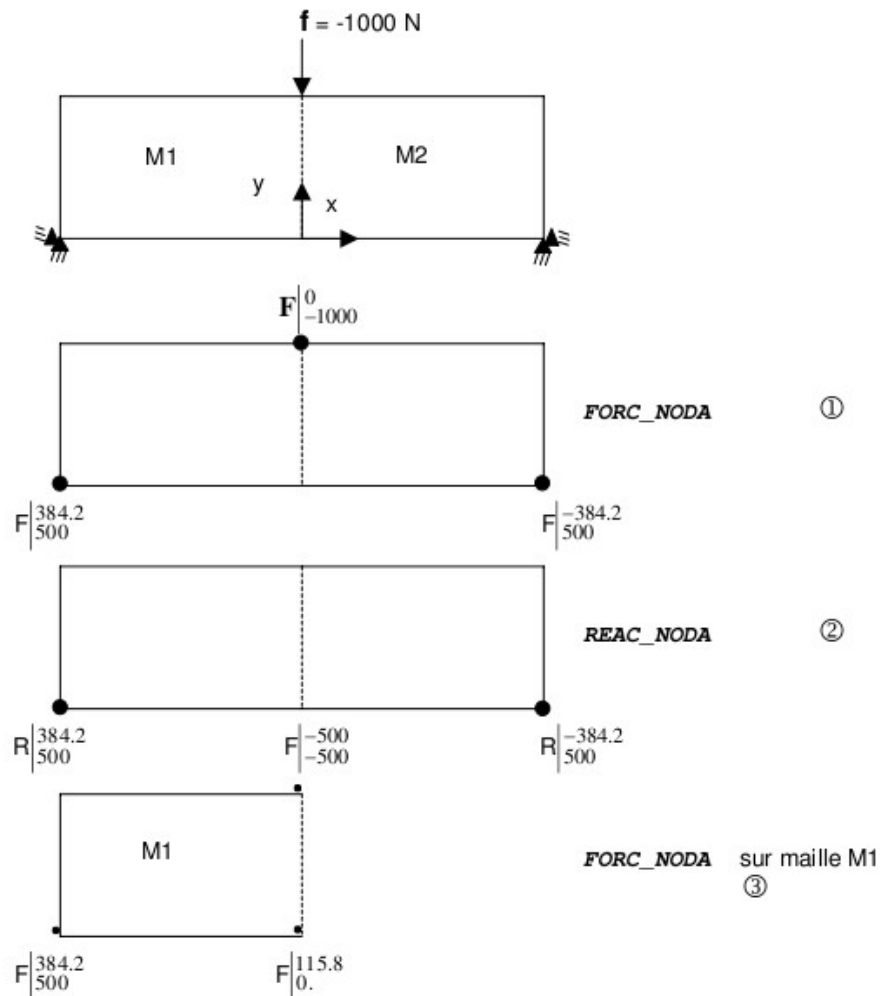 f = -1000 N
M1
M2
y
x
F 0
-1000
FORC_NODA ①
F 384.2
500
F -384.2
500
REAC_NODA ②
R 384.2
500
F -500
-500
R -384.2
500
M1
FORC_NODA sur maille M1
③
F 384.2
500
F 115.8
0.